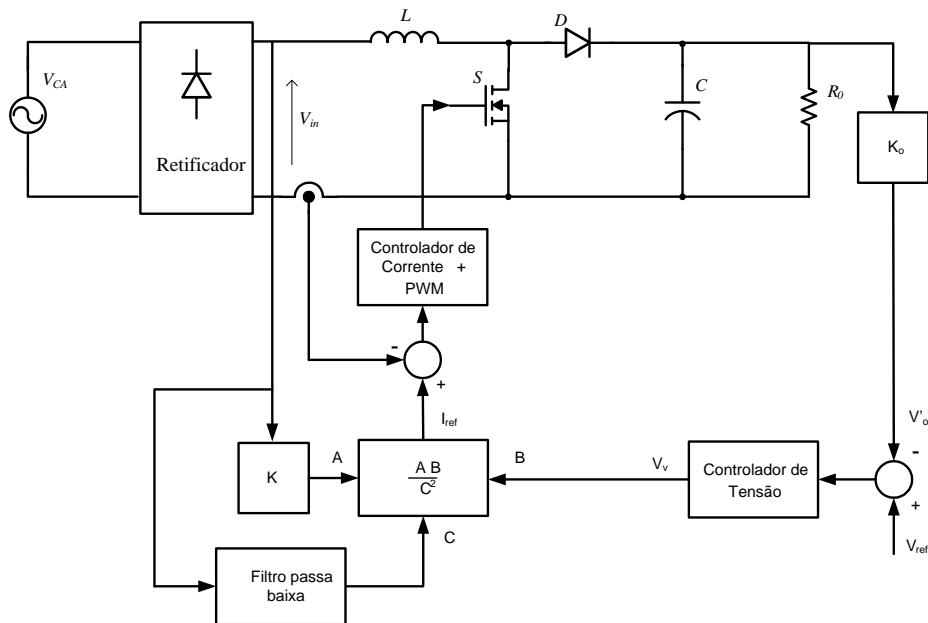 L
D
V_CA
S
C
R_0
V_in
Retificador
K_o
Controlador de
Corrente +
PWM
-
+
I_ref
V'_o
A
A B
C^2
B
V_v
Controlador de
Tensão
-
+
K
C
V_ref
Filtro passa
baixa